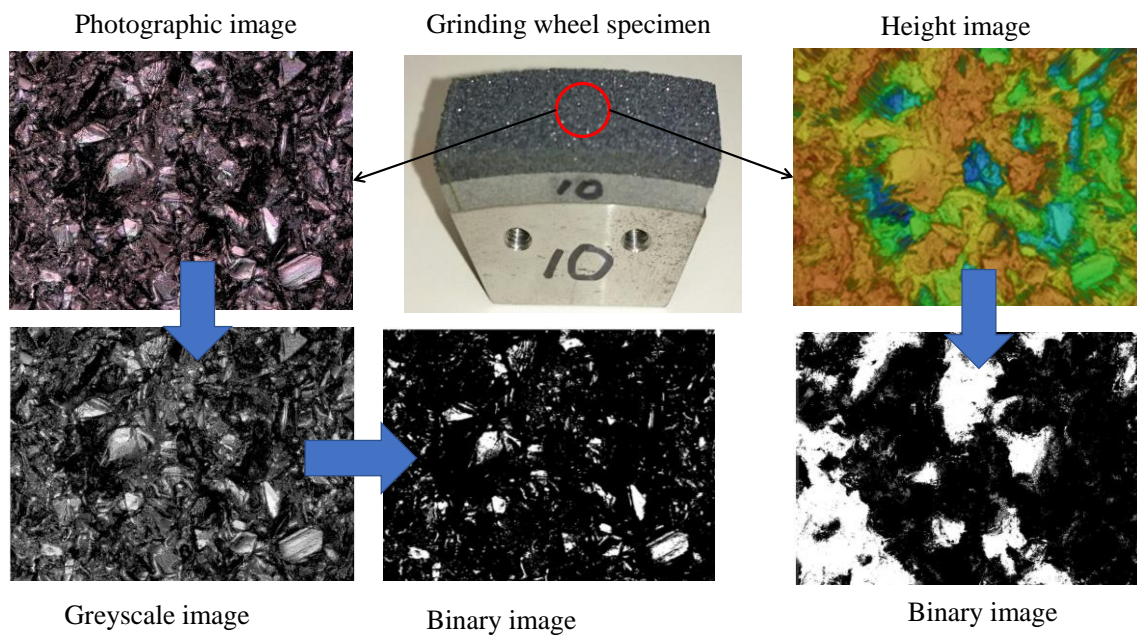 Photographic image
Grinding wheel specimen
Height image
10
10
Greyscale image
Binary image
Binary image